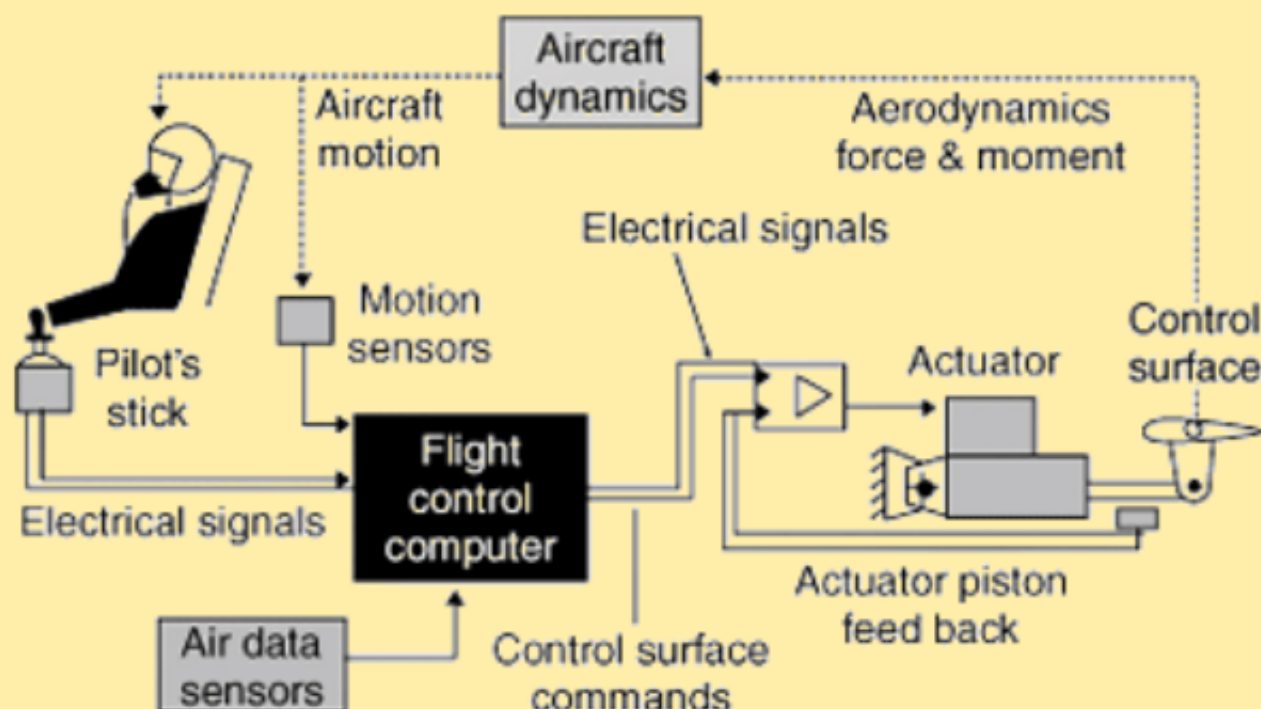 Aircraft
dynamics
Aircraft
motion
Aerodynamics
force & moment
Electrical signals
Motion
sensors
Control
surface
Pilot's
stick
Actuator
Flight
control
computer
Electrical signals
Actuator piston
feed back
Air data
sensors
Control surface
commands